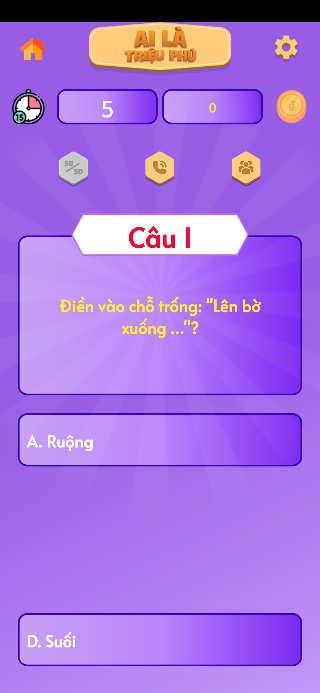 AI LÀ
TRIỆU PHÚ
15
5
0
50
50
Câu 1
Điền vào chỗ trống: "Lên bờ
xuống ..."?
A. Ruộng
D. Suối